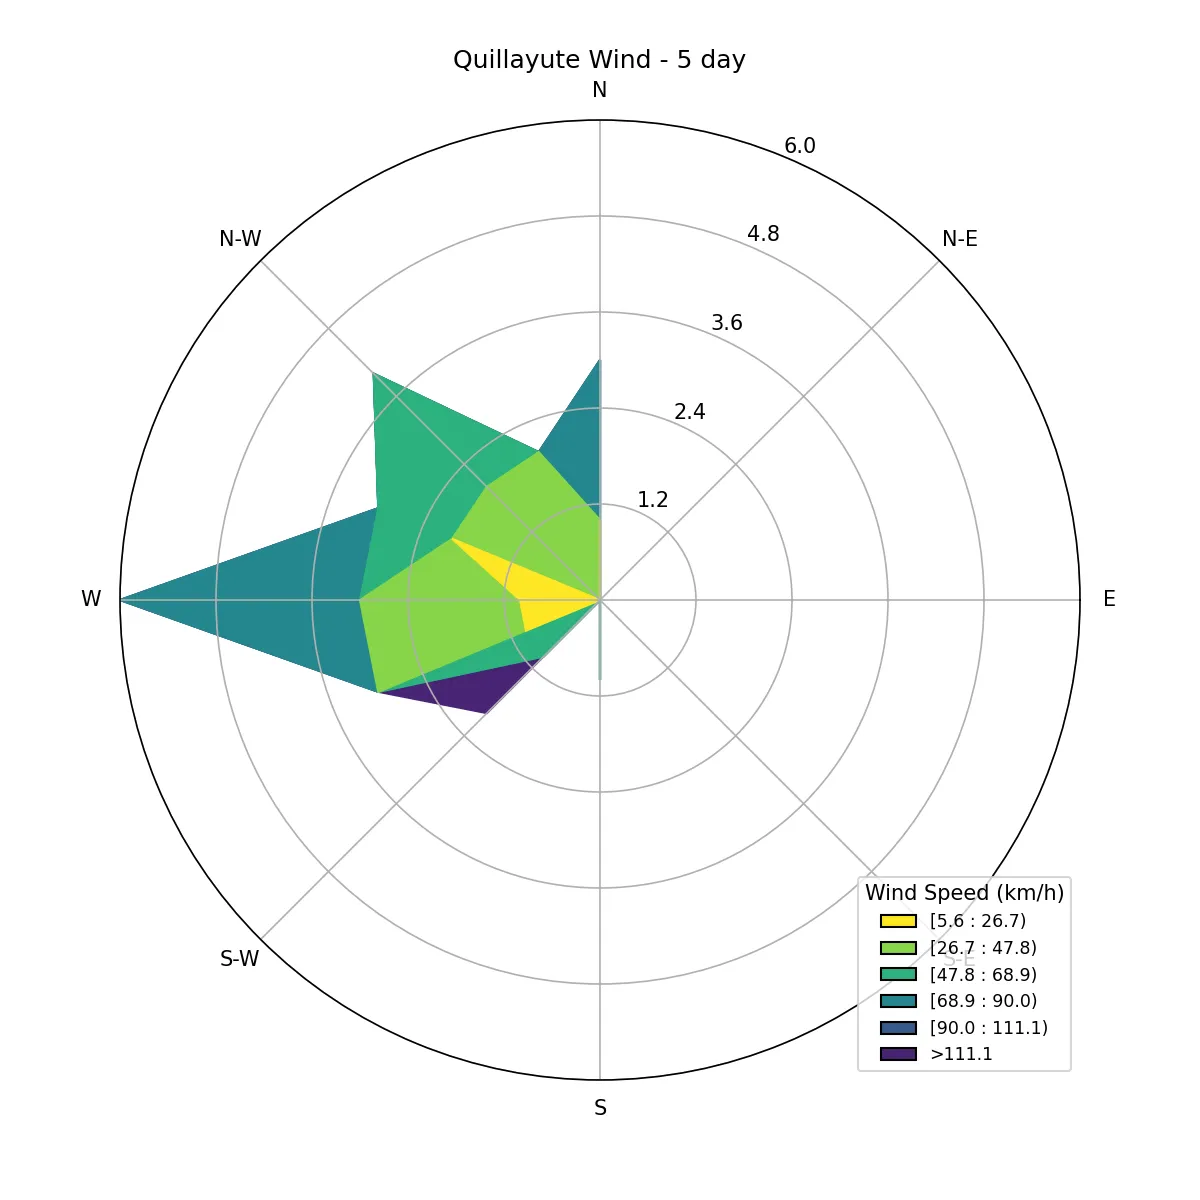 Quillayute Wind - 5 day
N
6.0
N-W
N-E
4.8
3.6
2.4
1.2
W
E
S-W
S-E
S
Wind Speed (km/h)
[5.6 : 26.7)
[26.7 : 47.8)
[47.8 : 68.9)
[68.9 : 90.0)
[90.0 : 111.1)
>111.1